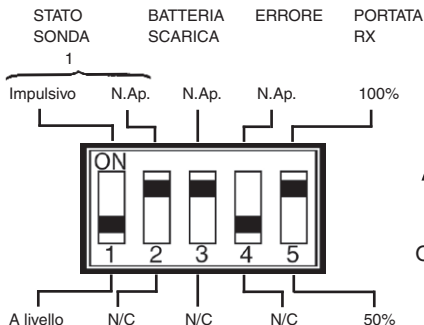 STATO BATTERIA ERRORE PORTATA
SONDA SCARICA RX
1
Impulsivo N.Ap. N.Ap. N.Ap. 100%
ON
1 2 3 4 5
A livello N/C N/C N/C 50%